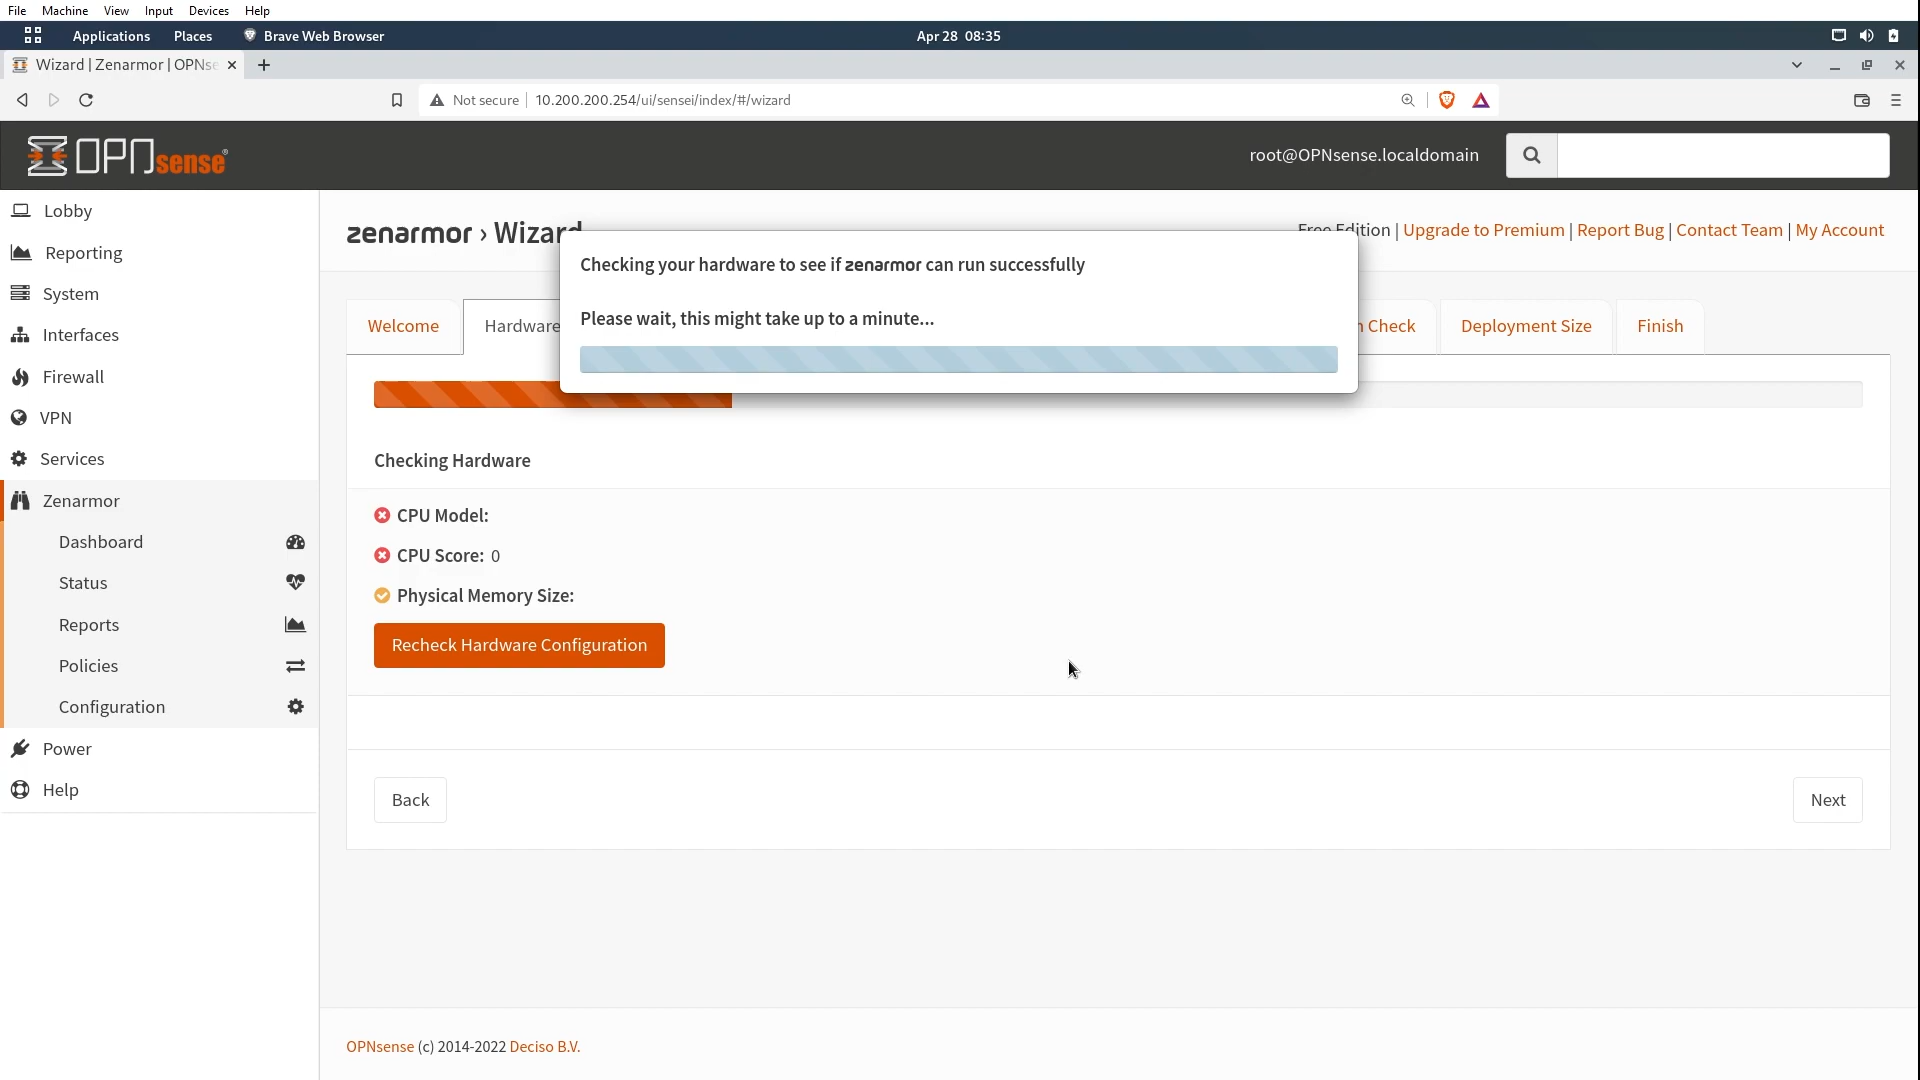 File Machine View Input Devices Help
Applications Places Brave Web Browser Apr 28 08:35
Wizard | Zenarmor | OPNse
Not secure 10.200.200.254/ui/sensei/index/#/wizard
OPNsense® root@OPNsense.localdomain
Lobby
Reporting
System
Interfaces
Firewall
VPN
Services
Zenarmor
Dashboard
Status
Reports
Policies
Configuration
Power
Help
zenarmor › Wizard
Free Edition | Upgrade to Premium | Report Bug | Contact Team | My Account
Checking your hardware to see if zenarmor can run successfully
Please wait, this might take up to a minute...
Welcome Hardware Check Deployment Size Finish
Checking Hardware
CPU Model:
CPU Score: 0
Physical Memory Size:
Recheck Hardware Configuration
Back Next
OPNsense (c) 2014-2022 Deciso B.V.